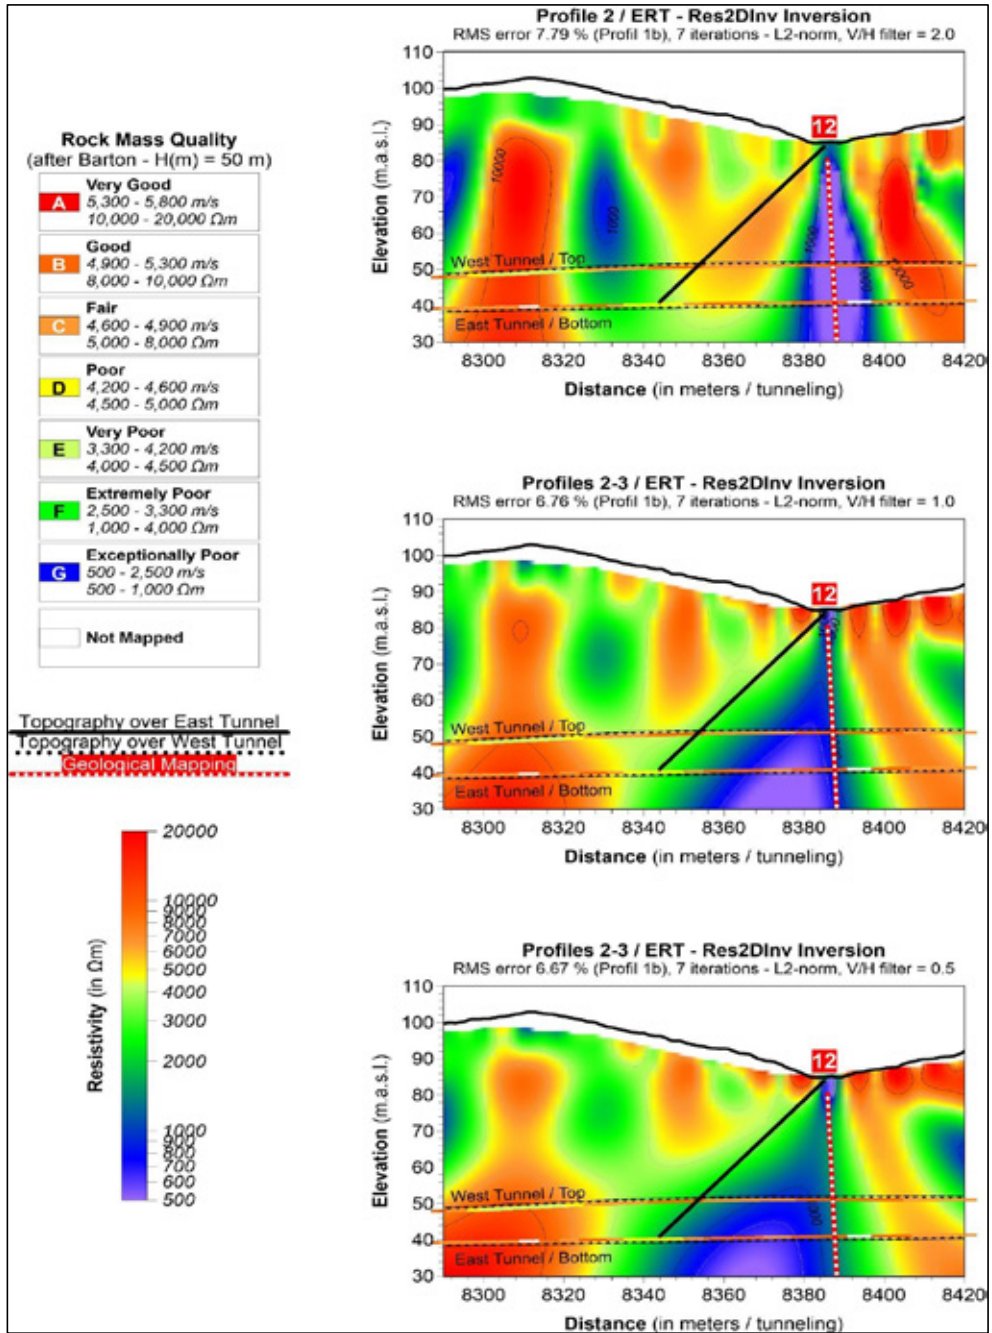 Rock Mass Quality
(after Barton - H(m) = 50 m)
A
Very Good
5,300 - 5,800 m/s
10,000 - 20,000 Ωm
B
Good
4,900 - 5,300 m/s
8,000 - 10,000 Ωm
C
Fair
4,600 - 4,900 m/s
5,000 - 8,000 Ωm
D
Poor
4,200 - 4,600 m/s
4,500 - 5,000 Ωm
E
Very Poor
3,300 - 4,200 m/s
4,000 - 4,500 Ωm
F
Extremely Poor
2,500 - 3,300 m/s
1,000 - 4,000 Ωm
G
Exceptionally Poor
500 - 2,500 m/s
500 - 1,000 Ωm
Not Mapped
Topography over East Tunnel
Topography over West Tunnel
Geological Mapping
Resistivity (in Ωm)
20000
10000
9000
8000
7000
6000
5000
4000
3000
2000
1000
900
800
700
600
500
Profile 2 / ERT - Res2DInv Inversion
RMS error 7.79 % (Profil 1b), 7 iterations - L2-norm, V/H filter = 2.0
Elevation (m.a.s.l.)
110
100
90
80
70
60
50
40
30
12
10000
1000
1000
West Tunnel / Top
East Tunnel / Bottom
8300 8320 8340 8360 8380 8400 8420
Distance (in meters / tunneling)
Profiles 2-3 / ERT - Res2DInv Inversion
RMS error 6.76 % (Profil 1b), 7 iterations - L2-norm, V/H filter = 1.0
Elevation (m.a.s.l.)
110
100
90
80
70
60
50
40
30
12
West Tunnel / Top
East Tunnel / Bottom
8300 8320 8340 8360 8380 8400 8420
Distance (in meters / tunneling)
Profiles 2-3 / ERT - Res2DInv Inversion
RMS error 6.67 % (Profil 1b), 7 iterations - L2-norm, V/H filter = 0.5
Elevation (m.a.s.l.)
110
100
90
80
70
60
50
40
30
12
West Tunnel / Top
East Tunnel / Bottom
8300 8320 8340 8360 8380 8400 8420
Distance (in meters / tunneling)